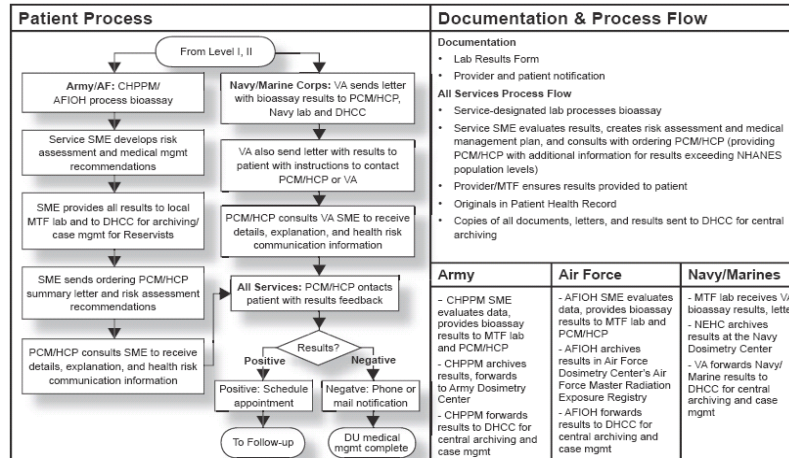 Patient Process
From Level I, II
Army/AF: CHPPM/
AFIOH process bioassay
Service SME develops risk
assessment and medical mgmt
recommendations
SME provides all results to local
MTF lab and to DHCC for archiving/
case mgmt for Reservists
SME sends ordering PCM/HCP
summary letter and risk assessment
recommendations
PCM/HCP consults SME to receive
details, explanation, and health risk
communication information
Navy/Marine Corps: VA sends letter
with bioassay results to PCM/HCP,
Navy lab and DHCC
VA also send letter with results to
patient with instructions to contact
PCM/HCP or VA
PCM/HCP consults VA SME to receive
details, explanation, and health risk
communication information
All Services: PCM/HCP ontacts
patient with results feedback
Results?
Positive
Negative
Positive: Schedule
appointment
Negatve: Phone or
mail notification
To Follow-up
DU medical
mgmt complete
Documentation & Process Flow
Documentation
• Lab Results Form
• Provider and patient notification
All Services Process Flow
• Service-designated lab processes bioassay
• Service SME evaluates results, creates risk assessment and medical
management plan, and consults with ordering PCM/HCP (providing
PCM/HCP with additional information for results exceeding NHANES
population levels)
• Provider/MTF ensures results provided to patient
• Originals in Patient Health Record
• Copies of all documents, letters, and results sent to DHCC for central
archiving
Army
– CHPPM SME
evaluates data,
provides bioassay
results to MTF lab
and PCM/HCP
– CHPPM archives
results, forwards
to Army Dosimetry
Center
– CHPPM forwards
results to DHCC for
central archiving and
case mgmt
Air Force
- AFIOH SME evaluates
data, provides bioassay
results to MTF lab and
PCM/HCP
– AFIOH archives
results in Air Force
Dosimetry Center's Air
Force Master Radiation
Exposure Registry
– AFIOH forwards
results to DHCC for
central archiving and
case mgmt
Navy/Marines
– MTF lab receives VA
bioassay results, lette
– NEHC archives
results at the Navy
Dosimetry Center
– VA forwards Navy/
Marine results to
DHCC for central
archiving and case
mgmt